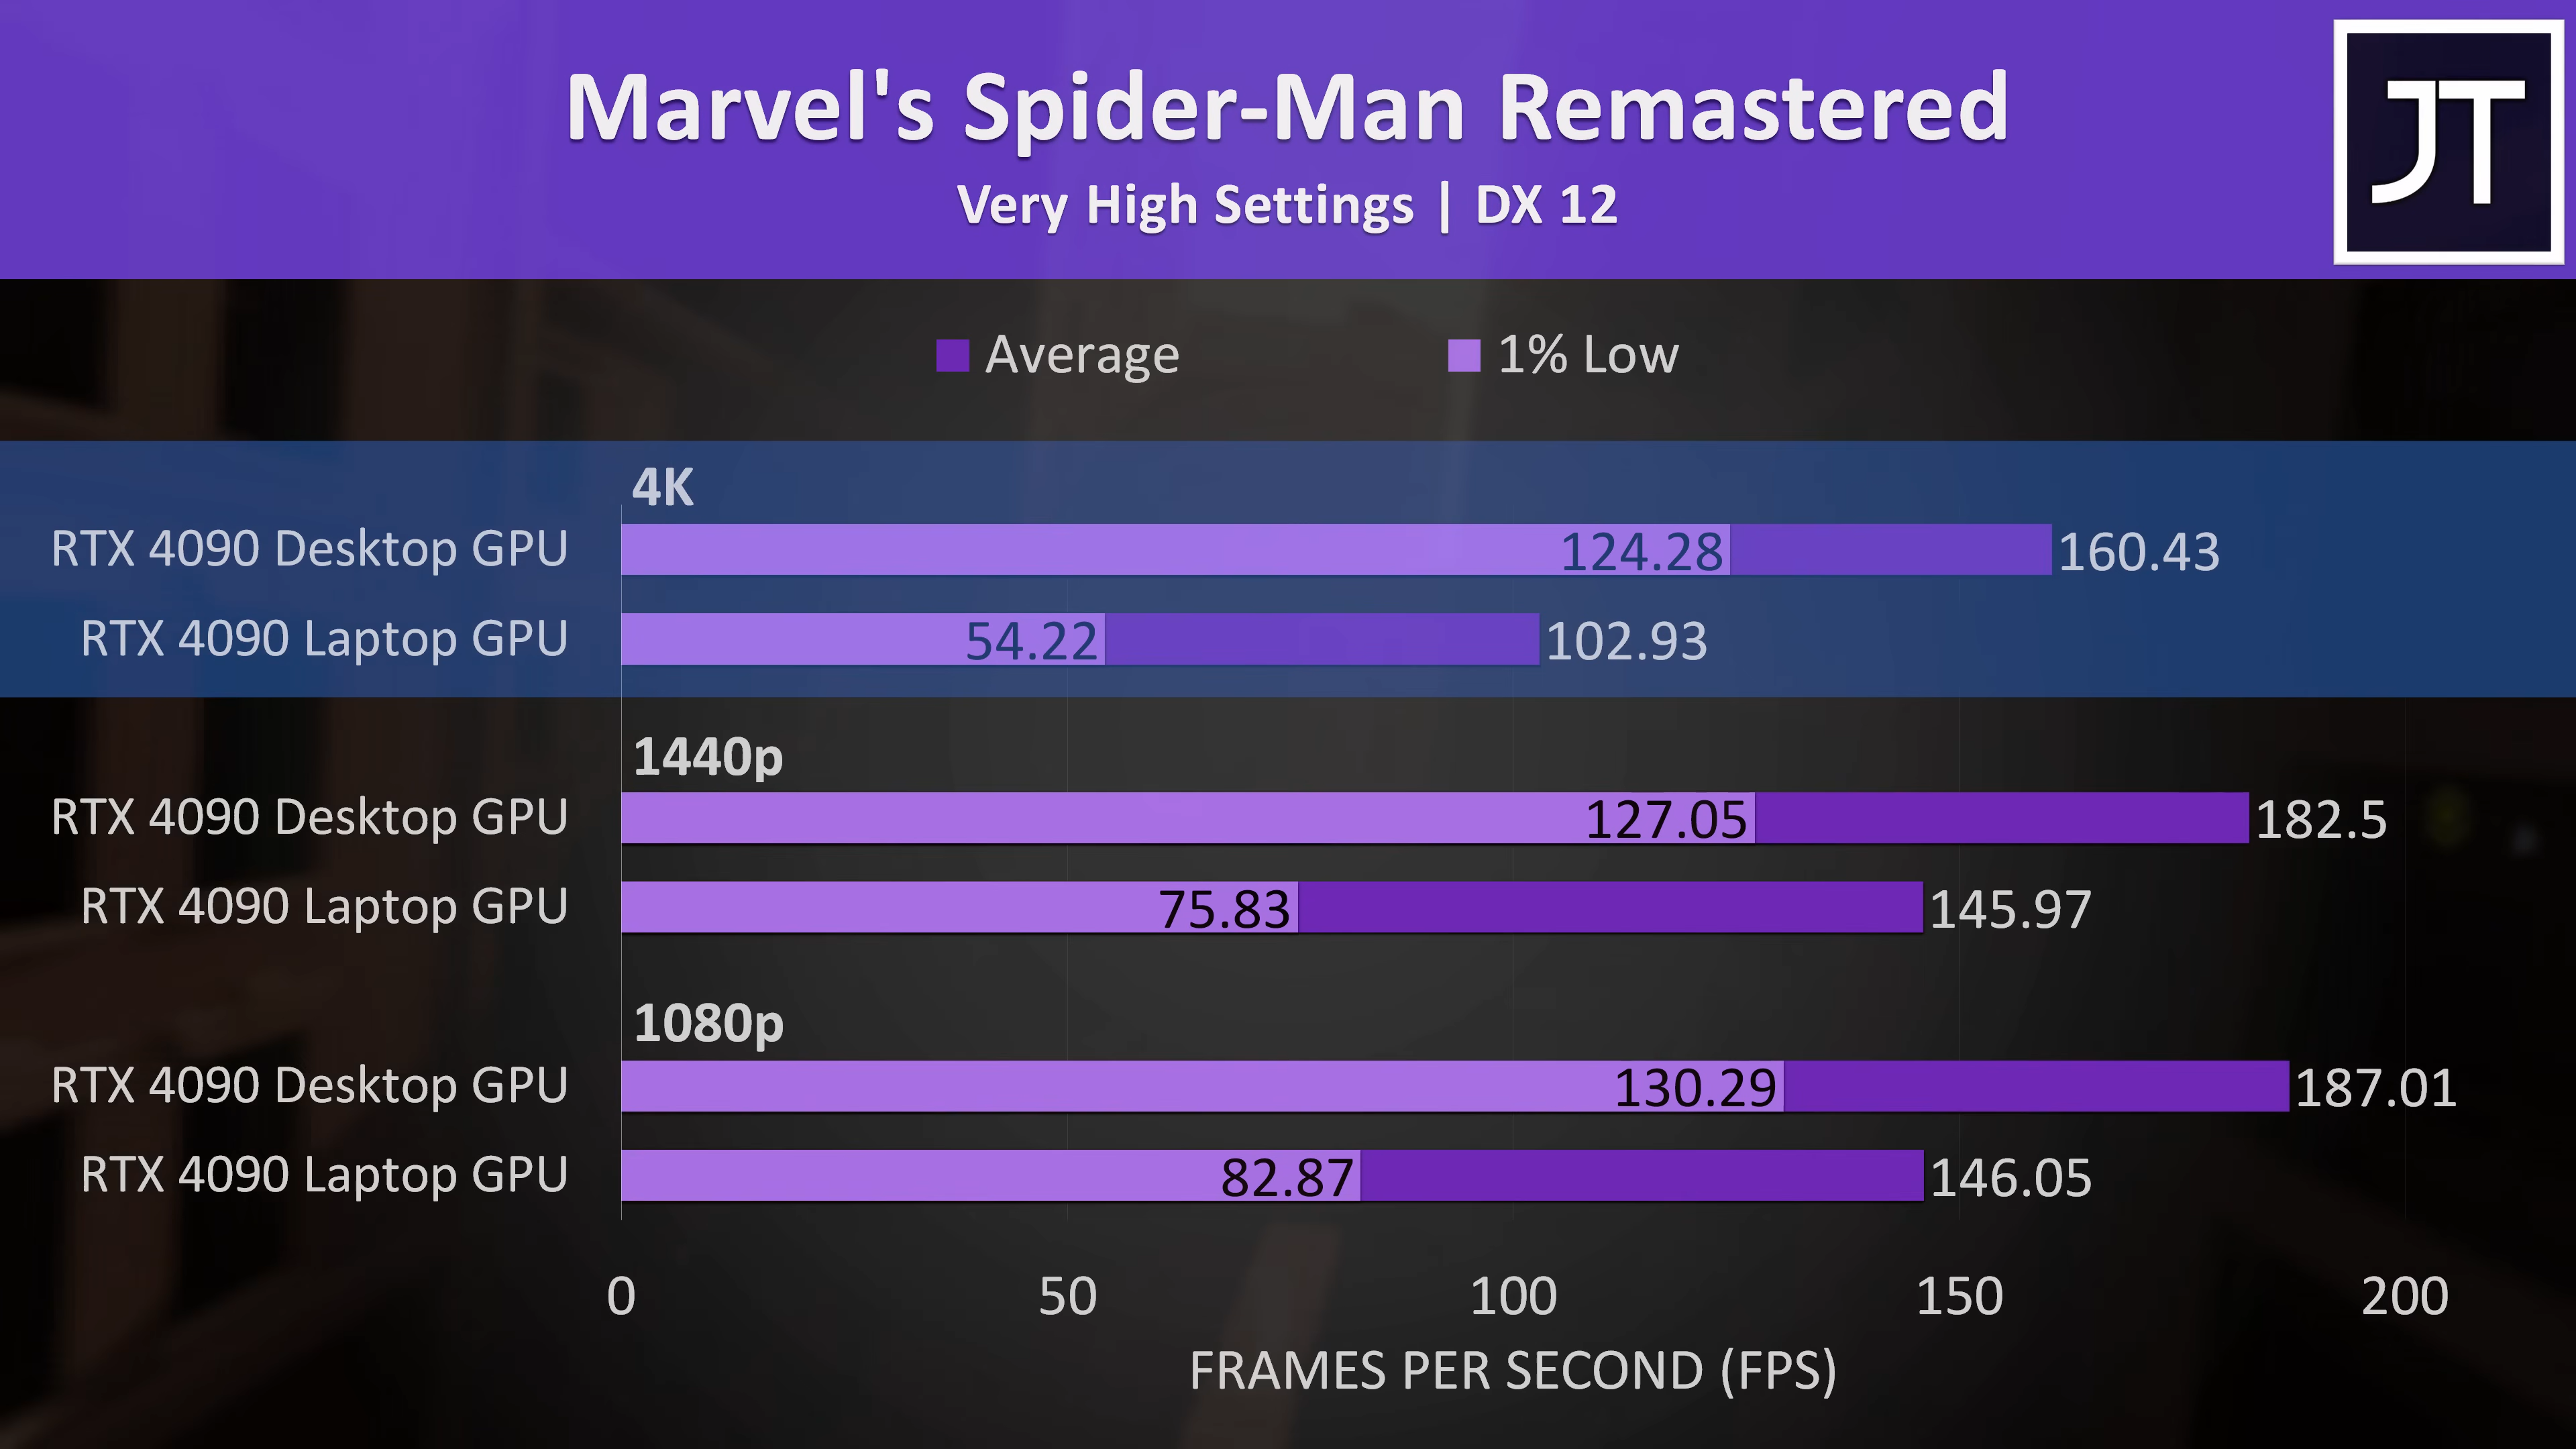 Marvel's Spider-Man Remastered
Very High Settings | DX 12
JT
Average 1% Low
4K
RTX 4090 Desktop GPU 124.28 160.43
RTX 4090 Laptop GPU 54.22 102.93
1440p
RTX 4090 Desktop GPU 127.05 182.5
RTX 4090 Laptop GPU 75.83 145.97
1080p
RTX 4090 Desktop GPU 130.29 187.01
RTX 4090 Laptop GPU 82.87 146.05
0 50 100 150 200
FRAMES PER SECOND (FPS)